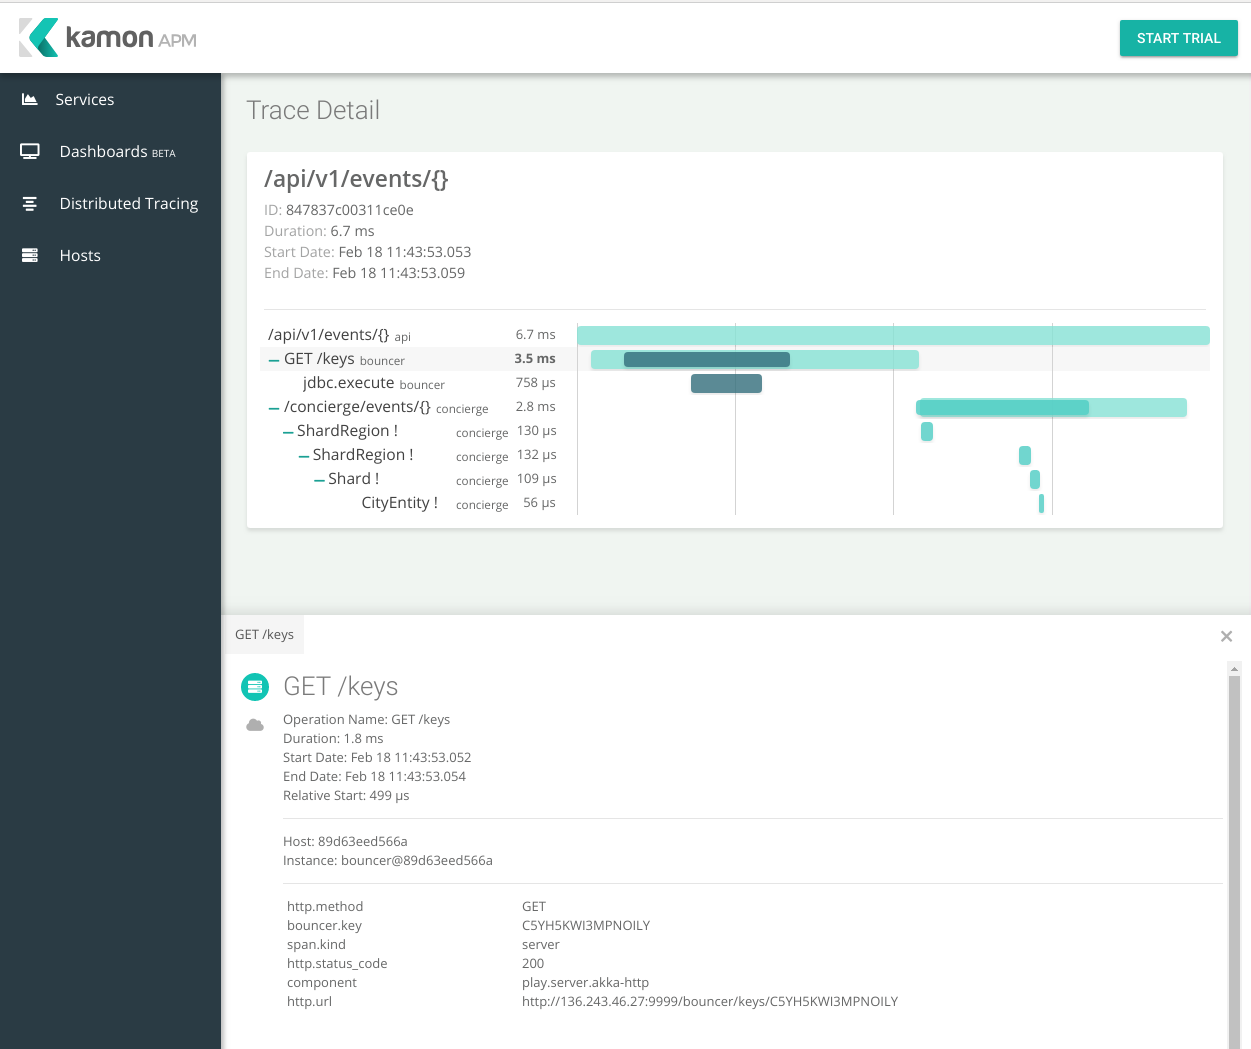 kamon APM
START TRIAL
Services
Dashboards BETA
Distributed Tracing
Hosts
Trace Detail
/api/v1/events/{}
ID: 847837c00311ce0e
Duration: 6.7 ms
Start Date: Feb 18 11:43:53.053
End Date: Feb 18 11:43:53.059
/api/v1/events/{} api 6.7 ms
GET /keys bouncer 3.5 ms
jdbc.execute bouncer 758 µs
/concierge/events/{} concierge 2.8 ms
ShardRegion ! concierge 130 µs
ShardRegion ! concierge 132 µs
Shard ! concierge 109 µs
CityEntity ! concierge 56 µs
GET /keys
GET /keys
Operation Name: GET /keys
Duration: 1.8 ms
Start Date: Feb 18 11:43:53.052
End Date: Feb 18 11:43:53.054
Relative Start: 499 µs
Host: 89d63eed566a
Instance: bouncer@89d63eed566a
http.method GET
bouncer.key C5YH5KWI3MPNOILY
span.kind server
http.status_code 200
component play.server.akka-http
http.url http://136.243.46.27:9999/bouncer/keys/C5YH5KWI3MPNOILY